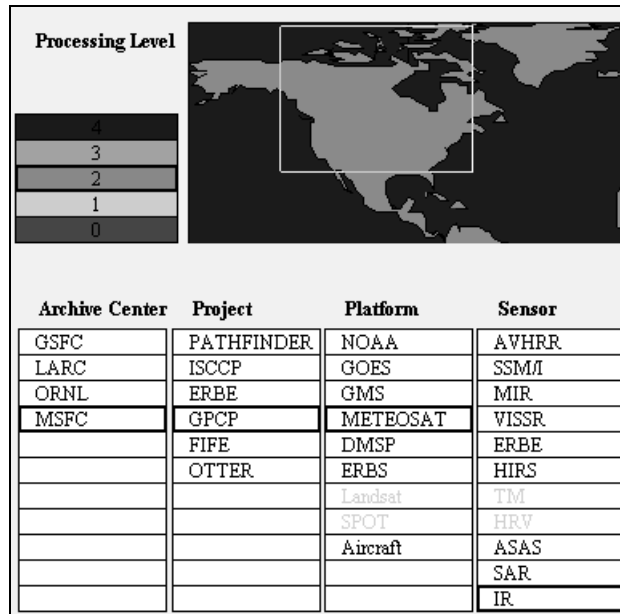 Processing Level
4
3
2
1
0
Archive Center Project Platform Sensor
GSFC PATHFINDER NOAA AVHRR
LARC ISCCP GOES SSM/I
ORNL ERBE GMS MIR
MSFC GPCP METEOSAT VISSR
FIFE DMSP ERBE
OTTER ERBS HIRS
Landsat TM
SPOT HRV
Aircraft ASAS
SAR
IR